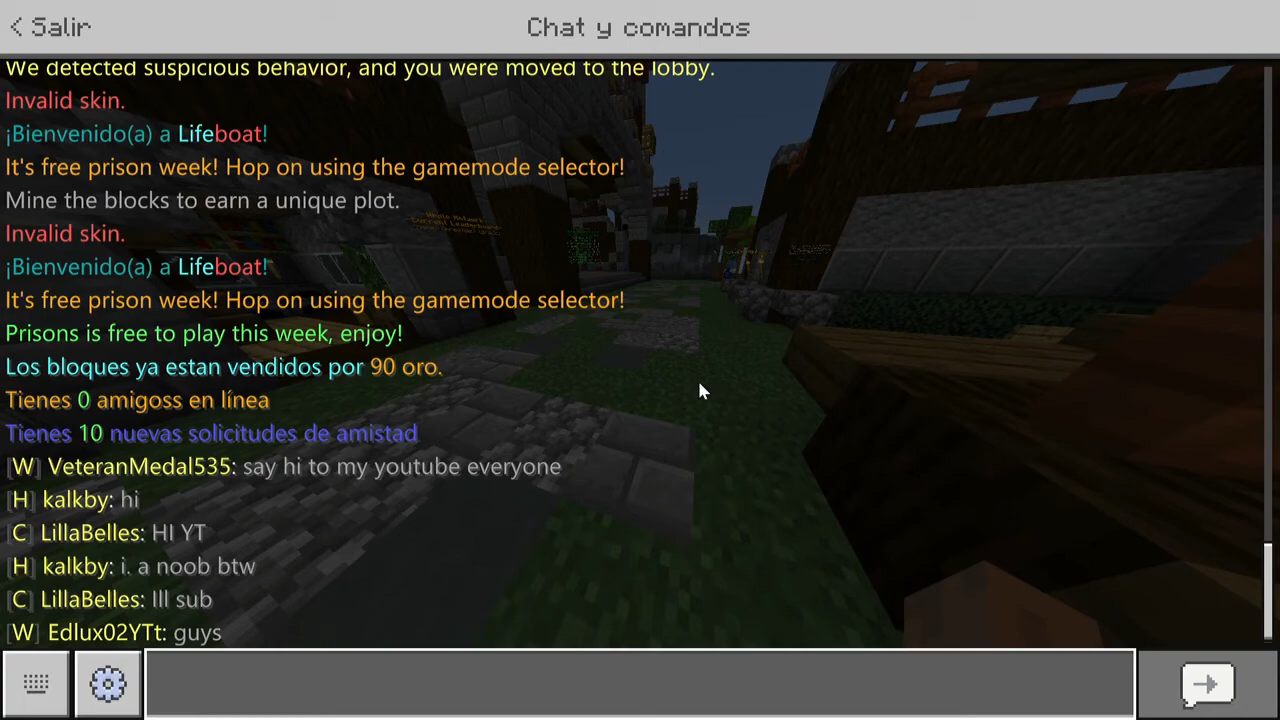 Salir
Chat y comandos
We detected suspicious behavior, and you were moved to the lobby.
Invalid skin.
¡Bienvenido(a) a Lifeboat!
It's free prison week! Hop on using the gamemode selector!
Mine the blocks to earn a unique plot.
Invalid skin.
¡Bienvenido(a) a Lifeboat!
It's free prison week! Hop on using the gamemode selector!
Prisons is free to play this week, enjoy!
Los bloques ya estan vendidos por 90 oro.
Tienes 0 amigoss en línea
Tienes 10 nuevas solicitudes de amistad
[W] VeteranMedal535: say hi to my youtube everyone
[H] kalkby: hi
[C] LillaBelles: HI YT
[H] kalkby: i. a noob btw
[C] LillaBelles: Ill sub
[W] Edlux02YTt: guys